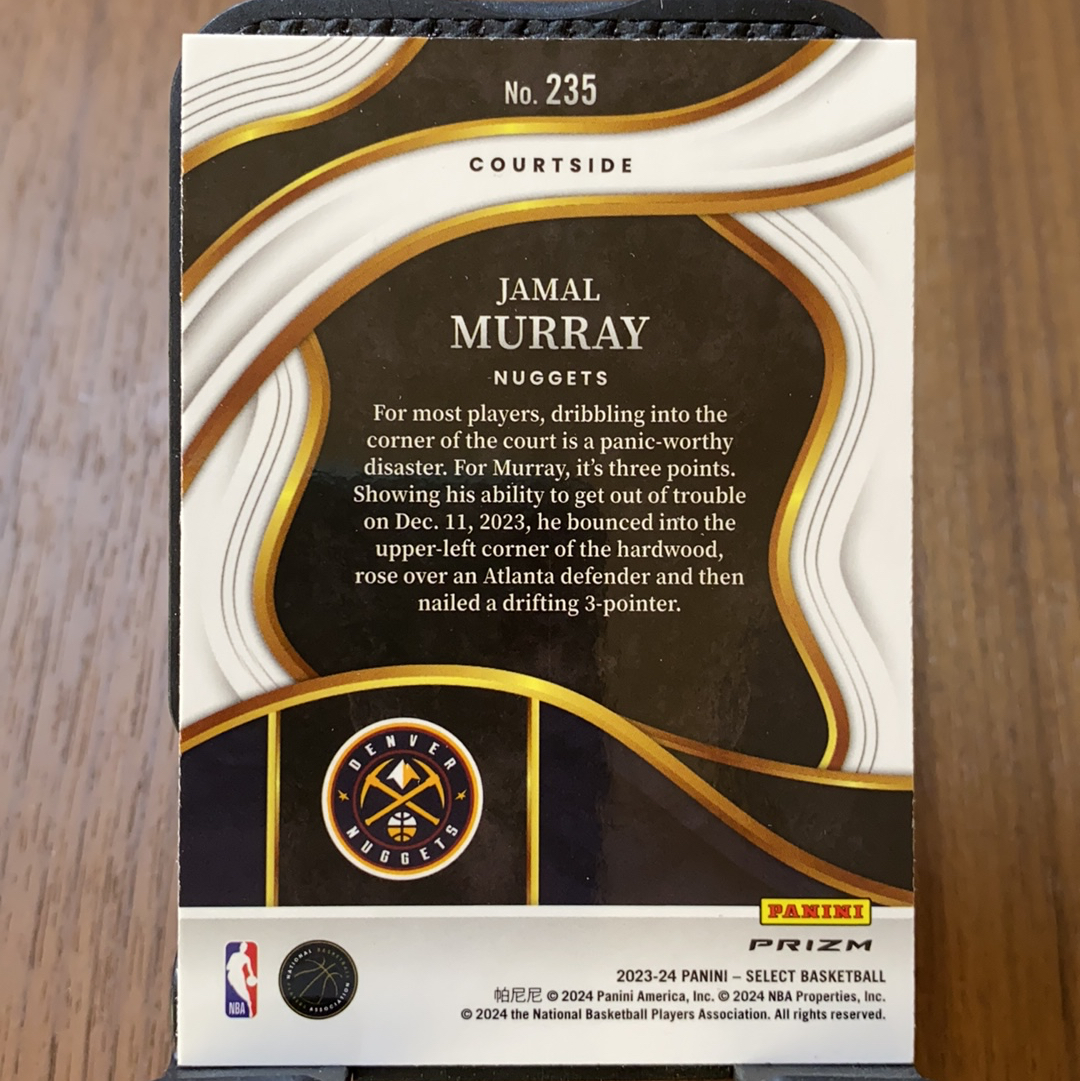 No. 235
COURTSIDE
JAMAL
MURRAY
NUGGETS
For most players, dribbling into the
corner of the court is a panic-worthy
disaster. For Murray, it's three points.
Showing his ability to get out of trouble
on Dec. 11, 2023, he bounced into the
upper-left corner of the hardwood,
rose over an Atlanta defender and then
nailed a drifting 3-pointer.
DENVER
NUGGETS
PANINI
PRIZM
NBA
NATIONAL BASKETBALL
ASSOCIATION
2023-24 PANINI – SELECT BASKETBALL
帕尼尼 © 2024 Panini America, Inc. © 2024 NBA Properties, Inc.
© 2024 the National Basketball Players Association. All rights reserved.